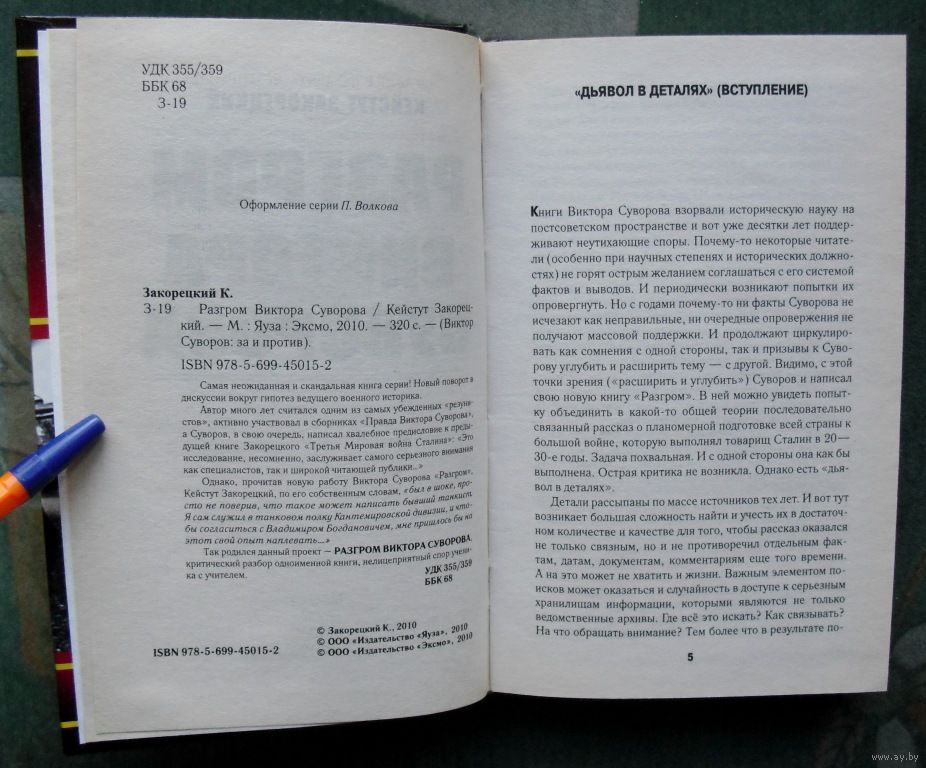 УДК 355/359
ББК 68
З-19
Оформление серии П. Волкова
Закорецкий К.
З-19 Разгром Виктора Суворова / Кейстут Закорец-
кий. — М. : Яуза : Эксмо, 2010. — 320 с. — (Виктор
Суворов: за и против).
ISBN 978-5-699-45015-2
Самая неожиданная и скандальная книга серии! Новый поворот в
дискуссии вокруг гипотез ведущего военного историка.
Автор много лет считался одним из самых убежденных «резуни-
стов», активно участвовал в сборниках «Правда Виктора Суворова»,
а Суворов, в свою очередь, написал хвалебное предисловие к преды-
дущей книге Закорецкого «Третья Мировая война Сталина»: «Это
исследование, несомненно, заслуживает самого серьезного внимания
как специалистов, так и широкой читающей публики...»
Однако, прочитав новую работу Виктора Суворова «Разгром»,
Кейстут Закорецкий, по его собственным словам, «был в шоке, про-
сто не поверив, что такое может написать бывший танкист.
Я сам служил в танковом полку Кантемировской дивизии, и что-
бы согласиться с Владимиром Богдановичем, мне пришлось бы на
этот свой опыт наплевать...»
Так родился данный проект — РАЗГРОМ ВИКТОРА СУВОРОВА,
критический разбор одноименной книги, нелицеприятный спор учени-
ка с учителем.
УДК 355/359
ББК 68
© Закорецкий К., 2010
© ООО «Издательство «Яуза», 2010
ISBN 978-5-699-45015-2 © ООО «Издательство «Эксмо», 2010
«ДЬЯВОЛ В ДЕТАЛЯХ» (ВСТУПЛЕНИЕ)
Книги Виктора Суворова взорвали историческую науку на
постсоветском пространстве и вот уже десятки лет поддер-
живают неутихающие споры. Почему-то некоторые читате-
ли (особенно при научных степенях и исторических должно-
стях) не горят острым желанием соглашаться с его системой
фактов и выводов. И периодически возникают попытки их
опровергнуть. Но с годами почему-то ни факты Суворова не
исчезают как неправильные, ни очередные опровержения не
получают массовой поддержки. И продолжают циркулиро-
вать как сомнения с одной стороны, так и призывы к Суво-
рову углубить и расширить тему — с другой. Видимо, с этой
точки зрения («расширить и углубить») Суворов и написал
свою новую книгу «Разгром». В ней можно увидеть попыт-
ку объединить в какой-то общей теории последовательно
связанный рассказ о планомерной подготовке всей страны к
большой войне, которую выполнял товарищ Сталин в 20—
30-е годы. Задача похвальная. И с одной стороны она как бы
выполнена. Острая критика не возникла. Однако есть «дья-
вол в деталях».
Детали рассыпаны по массе источников тех лет. И вот тут
возникает большая сложность найти и учесть их в достаточ-
ном количестве и качестве для того, чтобы рассказ оказался
не только связным, но и не противоречил отдельным фак-
там, датам, документам, комментариям еще того времени.
А на это может не хватить и жизни. Важным элементом по-
исков может оказаться и случайность в доступе к серьезным
хранилищам информации, которыми являются не только
ведомственные архивы. Где всё это искать? Как связывать?
На что обращать внимание? Тем более что в результате по-
5
www.ay.by